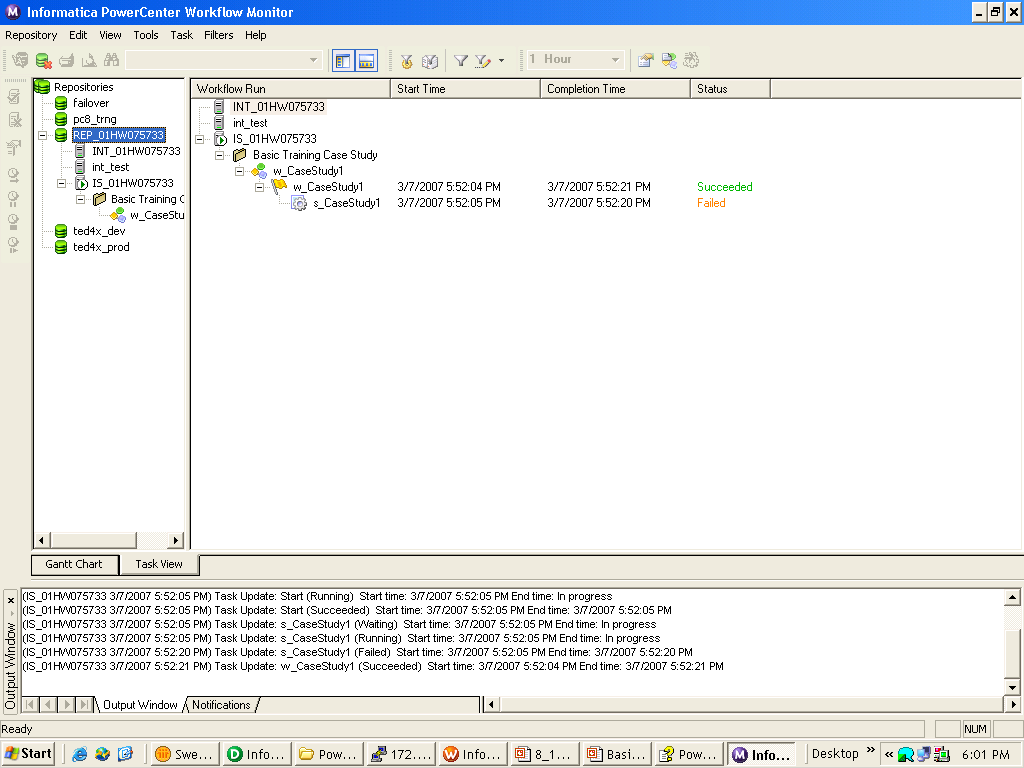 Informatica PowerCenter Workflow Monitor
Repository Edit View Tools Task Filters Help
1 Hour
Repositories
failover
pc8_trng
REP_01HW075733
INT_01HW075733
int_test
IS_01HW075733
Basic Training C
w_CaseStu
ted4x_dev
ted4x_prod
Workflow Run Start Time Completion Time Status
INT_01HW075733
int_test
IS_01HW075733
Basic Training Case Study
w_CaseStudy1
w_CaseStudy1 3/7/2007 5:52:04 PM 3/7/2007 5:52:21 PM Succeeded
s_CaseStudy1 3/7/2007 5:52:05 PM 3/7/2007 5:52:20 PM Failed
Gantt Chart Task View
Output Window
(IS_01HW075733 3/7/2007 5:52:05 PM) Task Update: Start (Running) Start time: 3/7/2007 5:52:05 PM End time: In progress
(IS_01HW075733 3/7/2007 5:52:05 PM) Task Update: Start (Succeeded) Start time: 3/7/2007 5:52:05 PM End time: 3/7/2007 5:52:05 PM
(IS_01HW075733 3/7/2007 5:52:05 PM) Task Update: s_CaseStudy1 (Waiting) Start time: 3/7/2007 5:52:05 PM End time: In progress
(IS_01HW075733 3/7/2007 5:52:05 PM) Task Update: s_CaseStudy1 (Running) Start time: 3/7/2007 5:52:05 PM End time: In progress
(IS_01HW075733 3/7/2007 5:52:20 PM) Task Update: s_CaseStudy1 (Failed) Start time: 3/7/2007 5:52:05 PM End time: 3/7/2007 5:52:20 PM
(IS_01HW075733 3/7/2007 5:52:21 PM) Task Update: w_CaseStudy1 (Succeeded) Start time: 3/7/2007 5:52:04 PM End time: 3/7/2007 5:52:21 PM
Output Window Notifications
Ready NUM
Start Swe... Info... Pow... 172.... Info... 8_1... Basi... Pow... Info... Desktop » « 6:01 PM